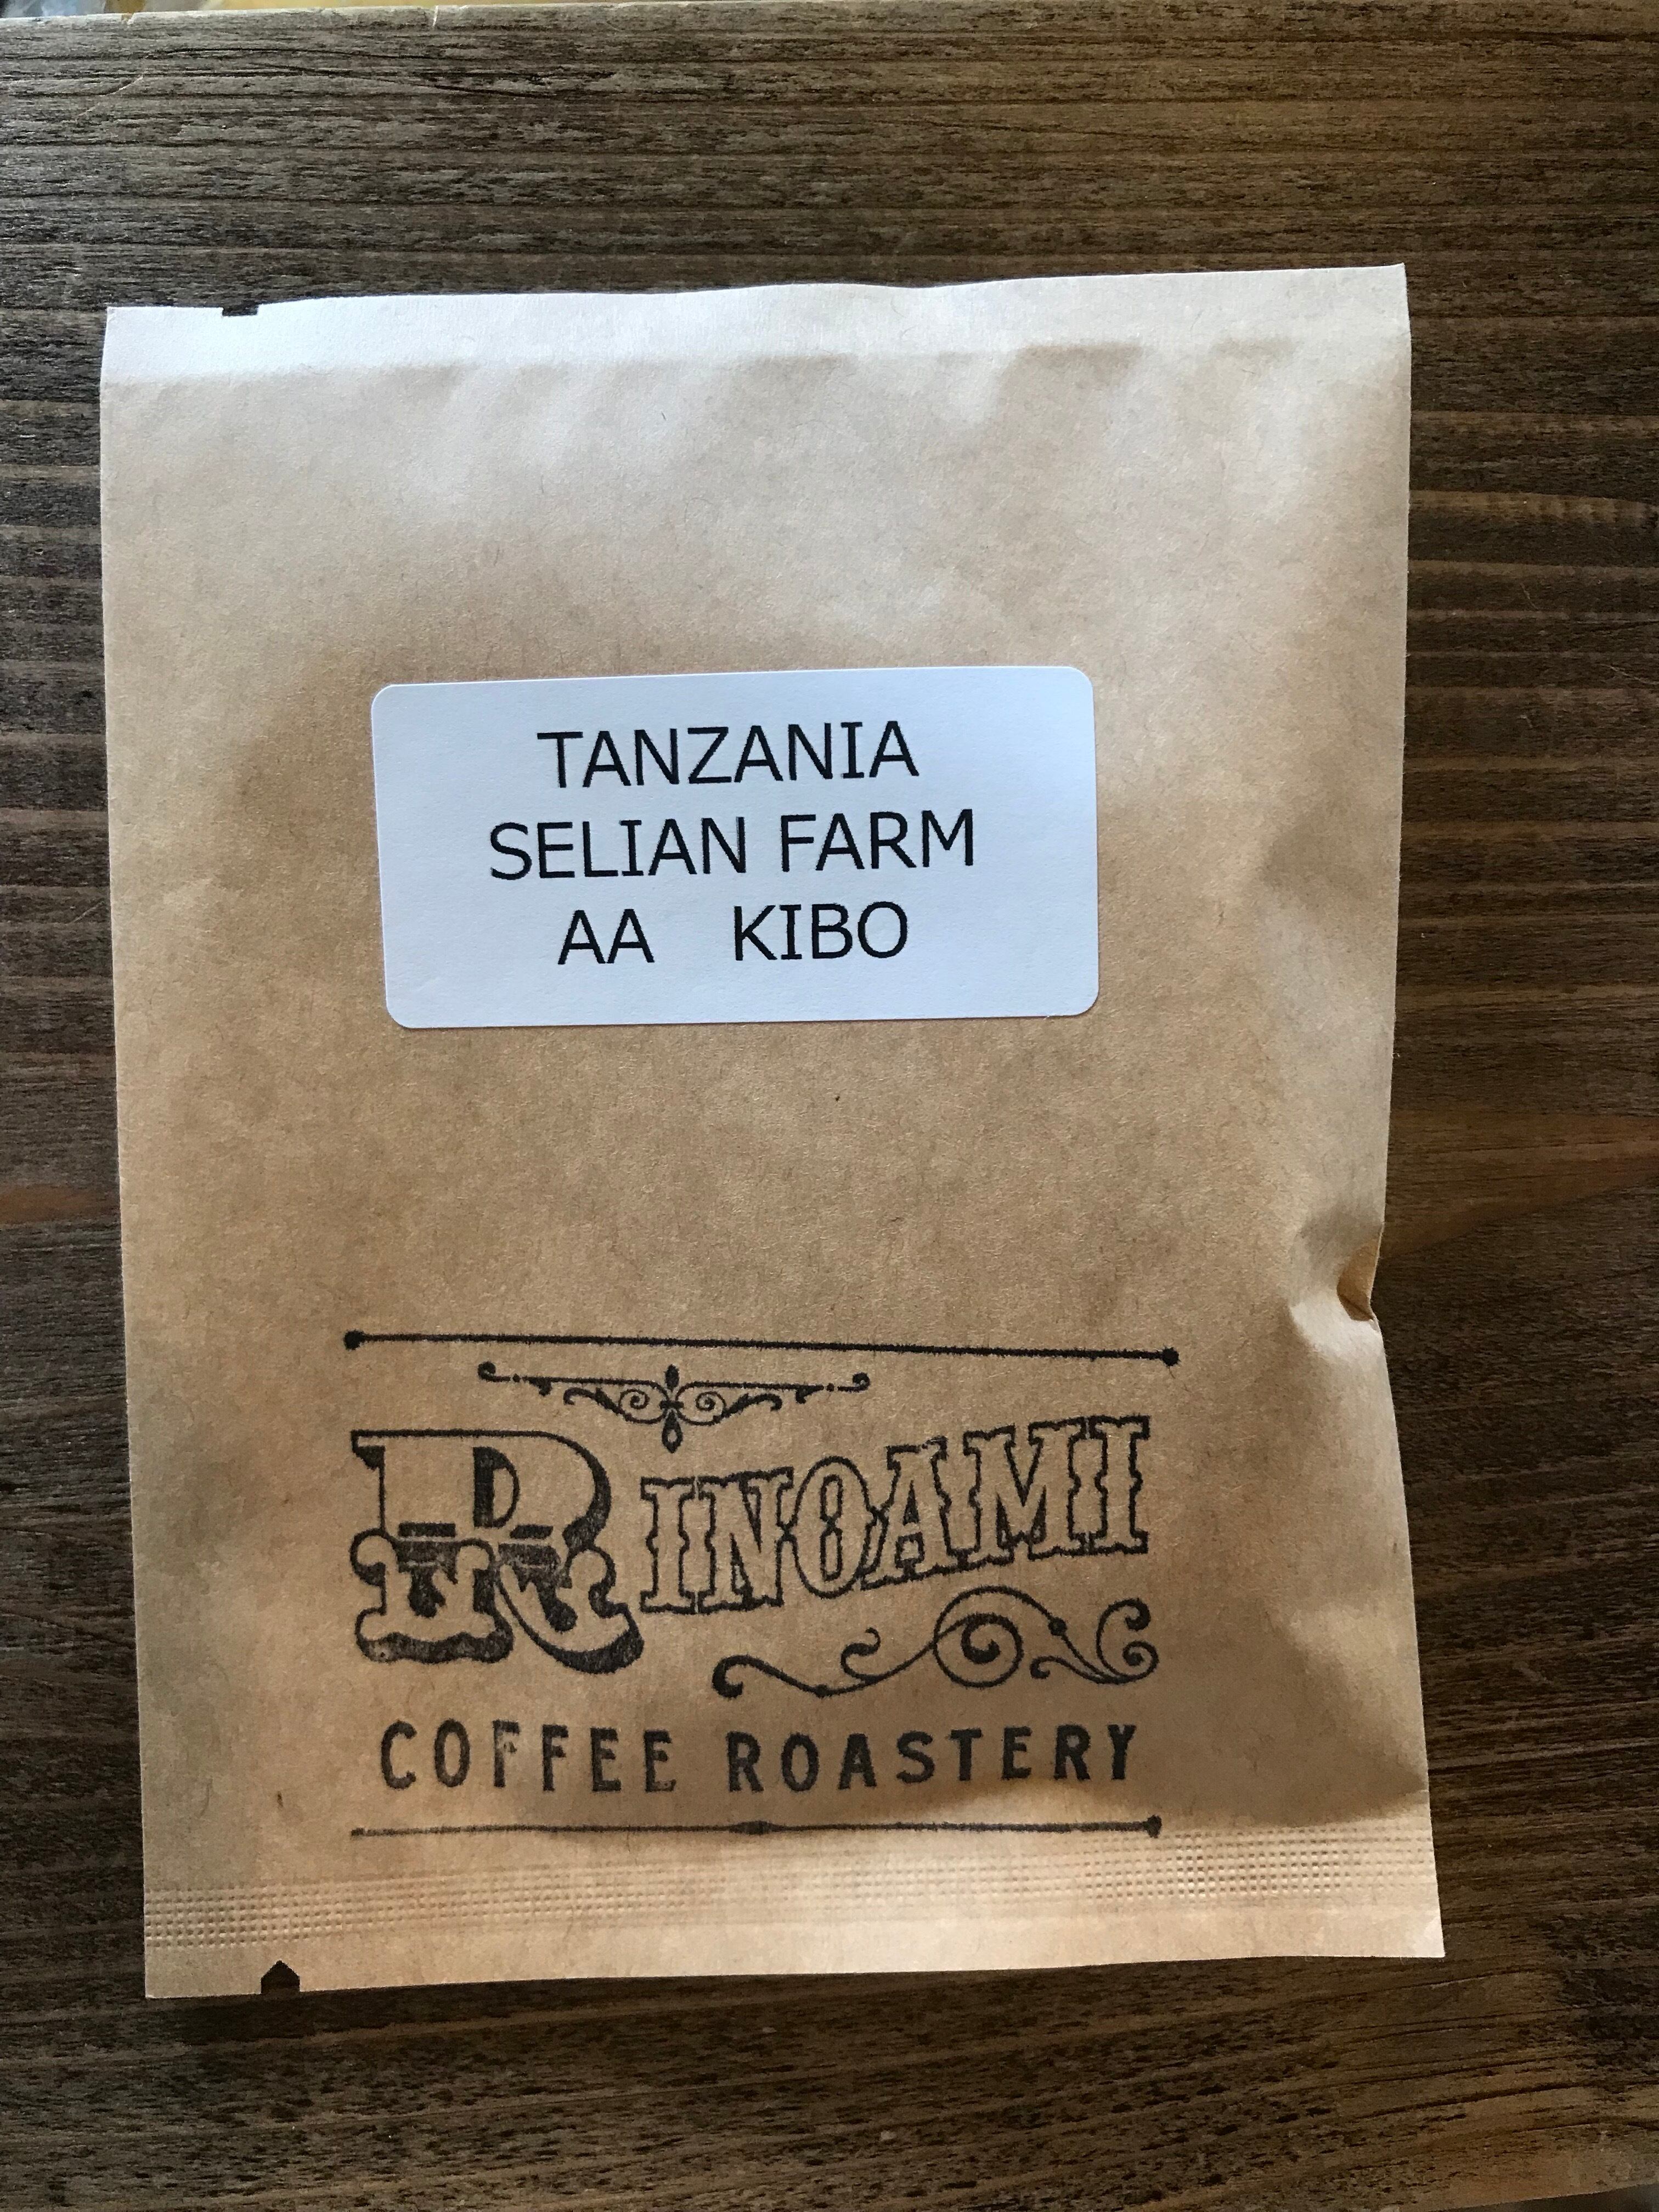 TANZANIA
SELIAN FARM
AA KIBO
RINOAMI
COFFEE ROASTERY